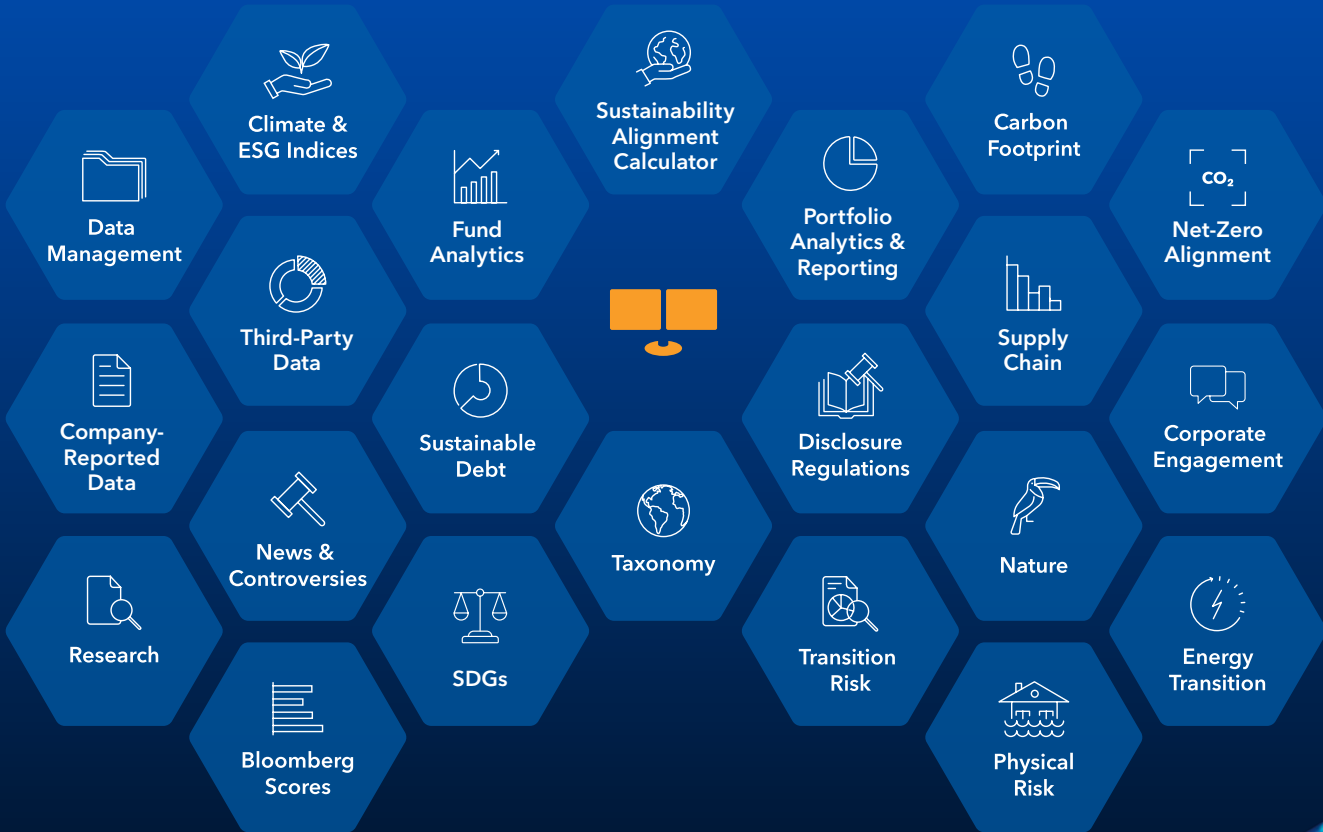 Climate &
ESG Indices
Sustainability
Alignment
Calculator
Carbon
Footprint
Data
Management
Fund
Analytics
Portfolio
Analytics &
Reporting
CO₂
Net-Zero
Alignment
Third-Party
Data
Supply
Chain
Company-
Reported
Data
Sustainable
Debt
Disclosure
Regulations
Corporate
Engagement
News &
Controversies
Taxonomy
Nature
Research
SDGs
Transition
Risk
Energy
Transition
Bloomberg
Scores
Physical
Risk